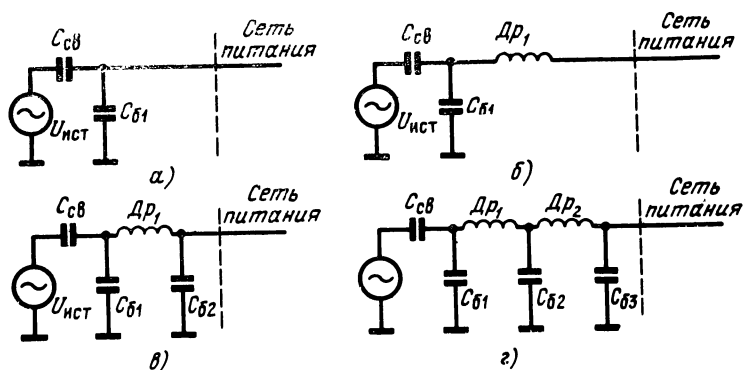 Сеть
питания
Cсв
Uист
Cб1
а)
Сеть
питания
Cсв
Др1
Uист
Cб1
б)
Сеть
питания
Cсв
Др1
Uист
Cб1
Cб2
в)
Сеть
питания
Cсв
Др1
Др2
Cб1
Cб2
Cб3
г)